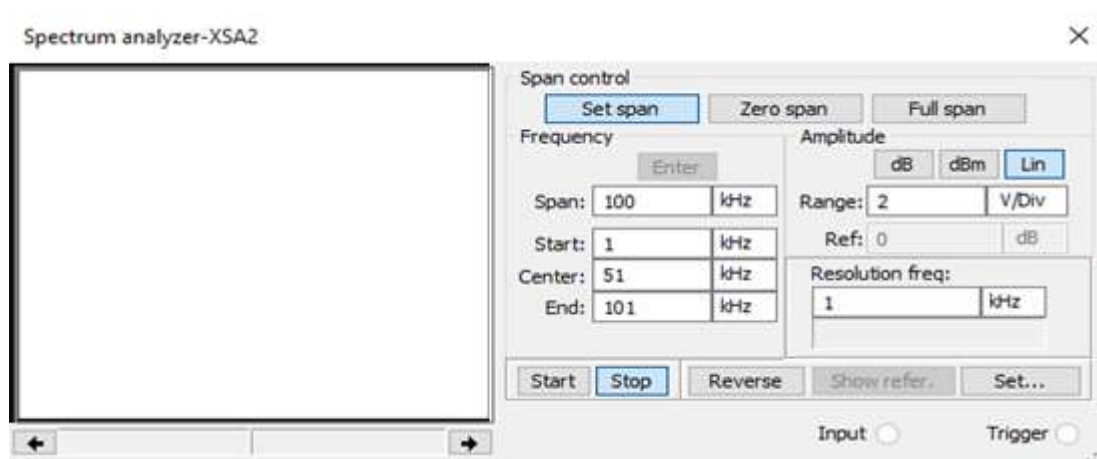 Spectrum analyzer-XSA2
Span control
Set span Zero span Full span
Frequency
Enter
Span: 100 kHz
Start: 1 kHz
Center: 51 kHz
End: 101 kHz
Amplitude
dB dBm Lin
Range: 2 V/Div
Ref: 0 dB
Resolution freq:
1 kHz
Start Stop Reverse Show refer. Set...
Input Trigger